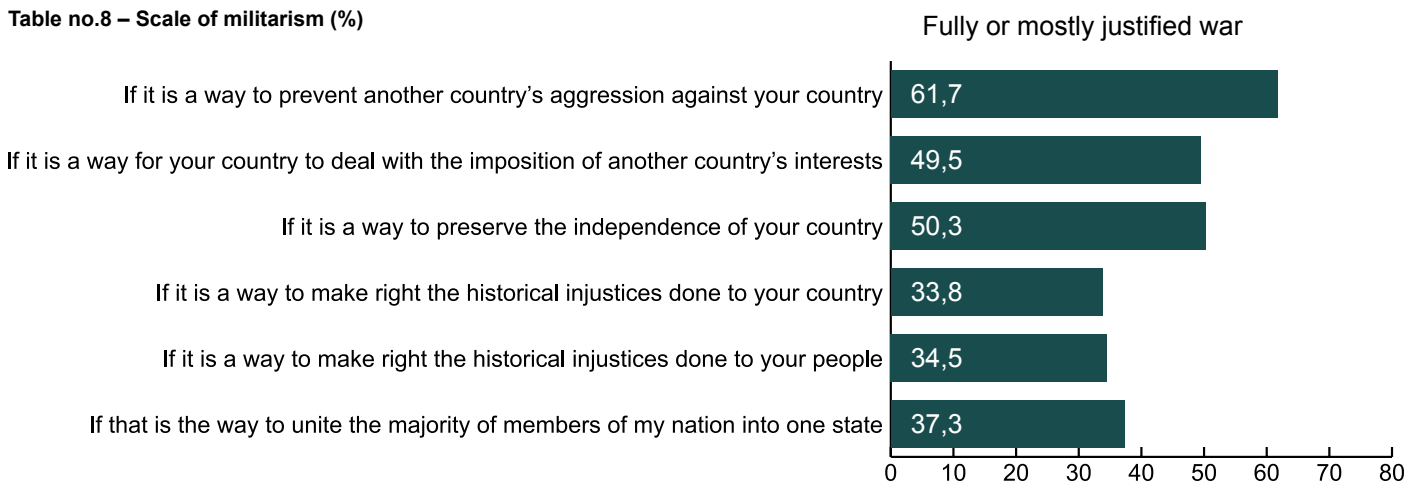 Table no.8 – Scale of militarism (%)
Fully or mostly justified war
If it is a way to prevent another country’s aggression against your country 61,7
If it is a way for your country to deal with the imposition of another country’s interests 49,5
If it is a way to preserve the independence of your country 50,3
If it is a way to make right the historical injustices done to your country 33,8
If it is a way to make right the historical injustices done to your people 34,5
If that is the way to unite the majority of members of my nation into one state 37,3
0 10 20 30 40 50 60 70 80